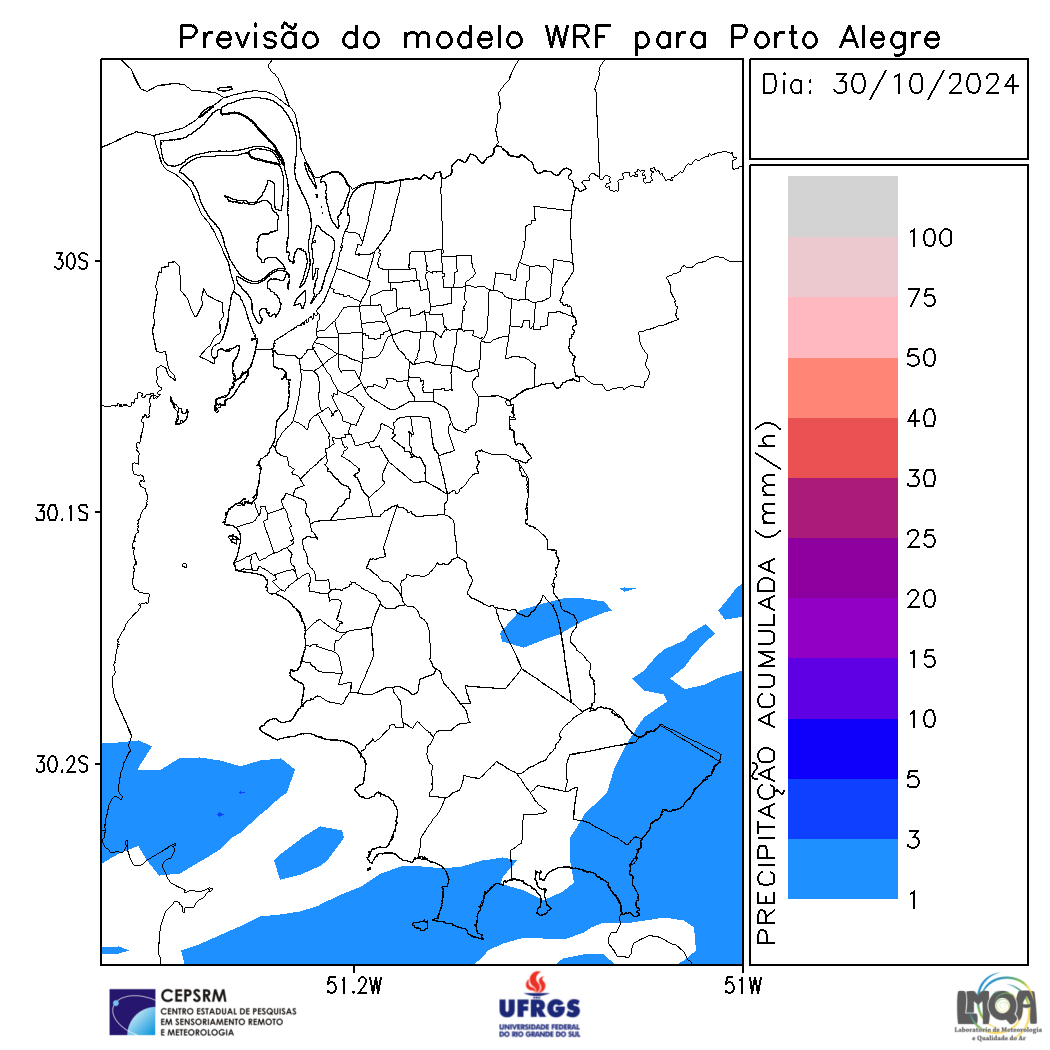 Previsão do modelo WRF para Porto Alegre
Dia: 30/10/2024
30S
30.1S
30.2S
51.2W
51W
PRECIPITAÇÃO ACUMULADA (mm/h)
100
75
50
40
30
25
20
15
10
5
3
1
CEPSRM
CENTRO ESTADUAL DE PESQUISAS
EM SENSORIAMENTO REMOTO
E METEOROLOGIA
UFRGS
UNIVERSIDADE FEDERAL
DO RIO GRANDE DO SUL
LMQA
Laboratório de Meteorologia
e Qualidade do Ar